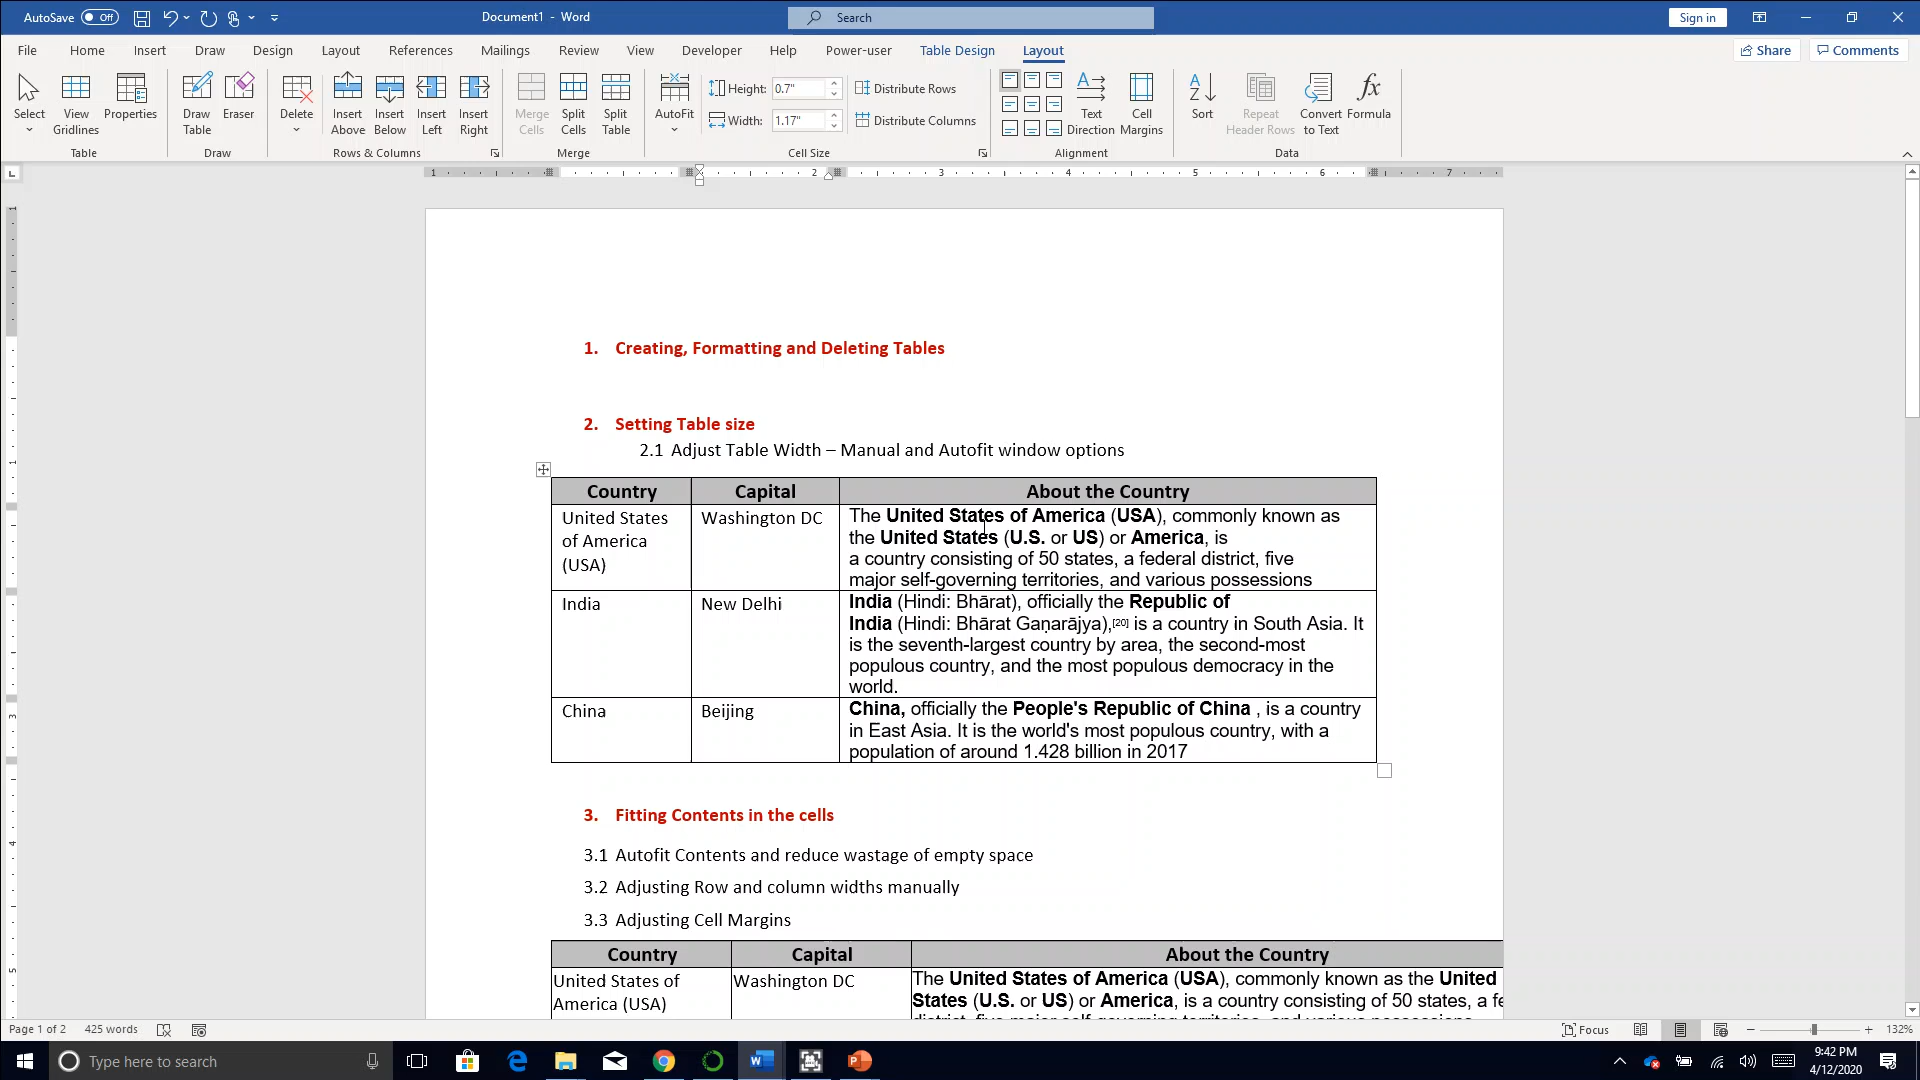 AutoSave Off Document1 - Word Search Sign in
File Home Insert Draw Design Layout References Mailings Review View Developer Help Power-user Table Design Layout Share Comments
Select
View Gridlines
Properties
Table
Draw Table
Eraser
Draw
Delete
Insert Above
Insert Below
Insert Left
Insert Right
Rows & Columns
Merge Cells
Split Cells
Split Table
Merge
AutoFit
Height: 0.7"
Width: 1.17"
Distribute Rows
Distribute Columns
Cell Size
Text Direction
Cell Margins
Alignment
Sort
Repeat Header Rows
Convert to Text
Formula
Data
1 2 3 4 5 6 7
1. Creating, Formatting and Deleting Tables
2. Setting Table size
2.1 Adjust Table Width – Manual and Autofit window options
Country Capital About the Country
United States
of America
(USA)
Washington DC
The United States of America (USA), commonly known as
the United States (U.S. or US) or America, is
a country consisting of 50 states, a federal district, five
major self-governing territories, and various possessions
India
New Delhi
India (Hindi: Bhārat), officially the Republic of
India (Hindi: Bhārat Gaṇarājya),[20] is a country in South Asia. It
is the seventh-largest country by area, the second-most
populous country, and the most populous democracy in the
world.
China
Beijing
China, officially the People's Republic of China , is a country
in East Asia. It is the world's most populous country, with a
population of around 1.428 billion in 2017
3. Fitting Contents in the cells
3.1 Autofit Contents and reduce wastage of empty space
3.2 Adjusting Row and column widths manually
3.3 Adjusting Cell Margins
Country Capital About the Country
United States of
America (USA)
Washington DC
The United States of America (USA), commonly known as the United
States (U.S. or US) or America, is a country consisting of 50 states, a
Page 1 of 2 425 words Focus 132%
Type here to search
9:42 PM
4/12/2020